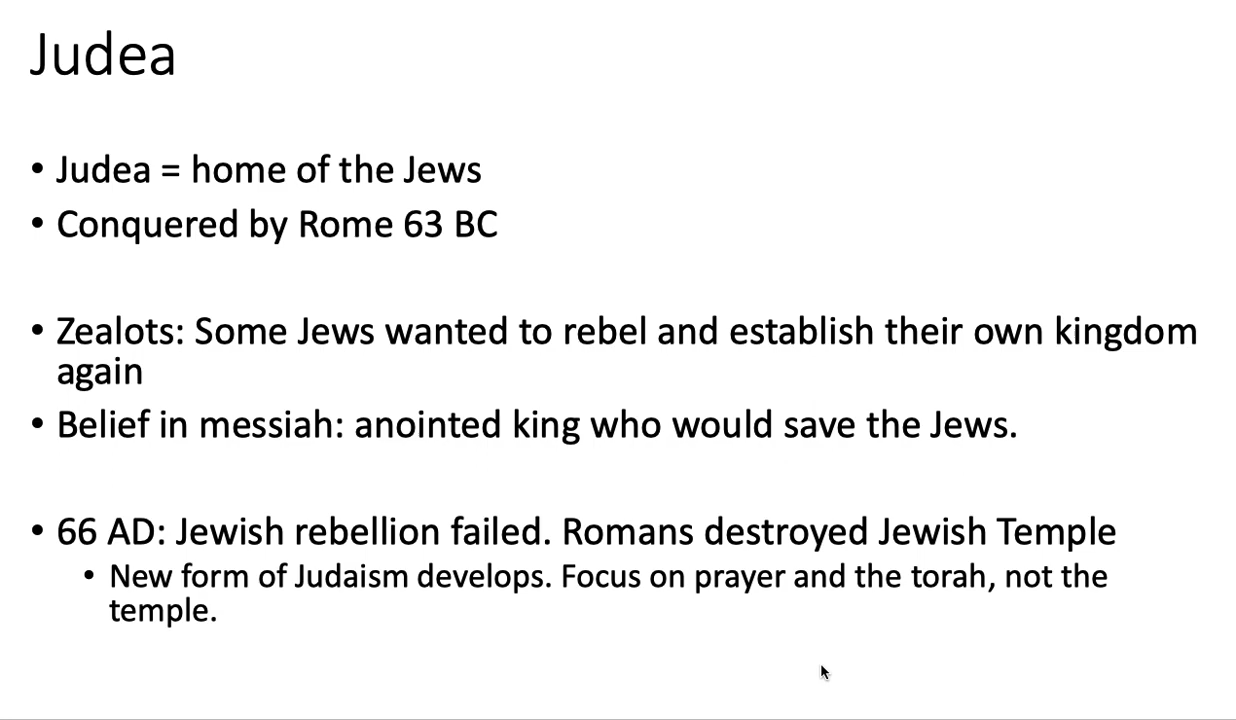 Judea
• Judea = home of the Jews
• Conquered by Rome 63 BC
• Zealots: Some Jews wanted to rebel and establish their own kingdom
again
• Belief in messiah: anointed king who would save the Jews.
• 66 AD: Jewish rebellion failed. Romans destroyed Jewish Temple
• New form of Judaism develops. Focus on prayer and the torah, not the
temple.